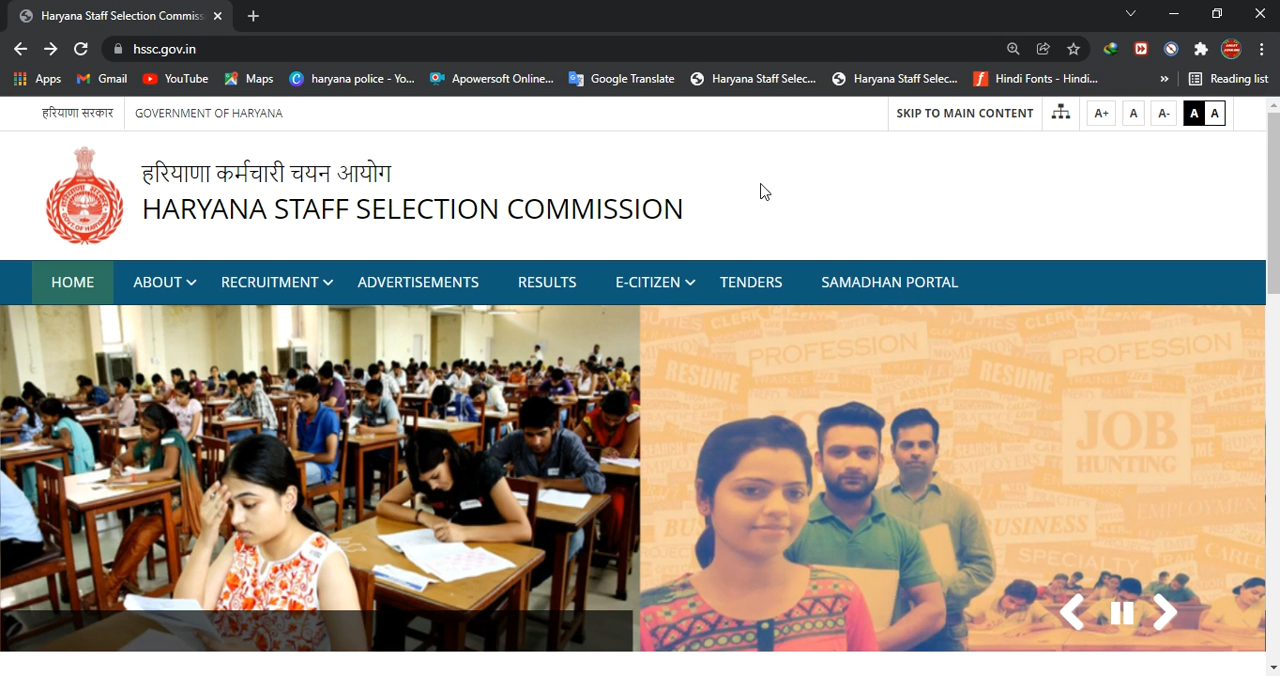 Haryana Staff Selection Commiss
hssc.gov.in
Apps
Gmail
YouTube
Maps
haryana police - Yo...
Apowersoft Online...
Google Translate
Haryana Staff Selec...
Haryana Staff Selec...
Hindi Fonts - Hindi...
»
Reading list
हरियाणा सरकार
GOVERNMENT OF HARYANA
SKIP TO MAIN CONTENT
A+
A
A-
A
A
हरियाणा कर्मचारी चयन आयोग
HARYANA STAFF SELECTION COMMISSION
HOME
ABOUT
RECRUITMENT
ADVERTISEMENTS
RESULTS
E-CITIZEN
TENDERS
SAMADHAN PORTAL
PROFESSION
PROFESSION
RESUME
RESUME
JOB
HUNTING
EMPLOYMENT
BUSINESS
SPECIALTY